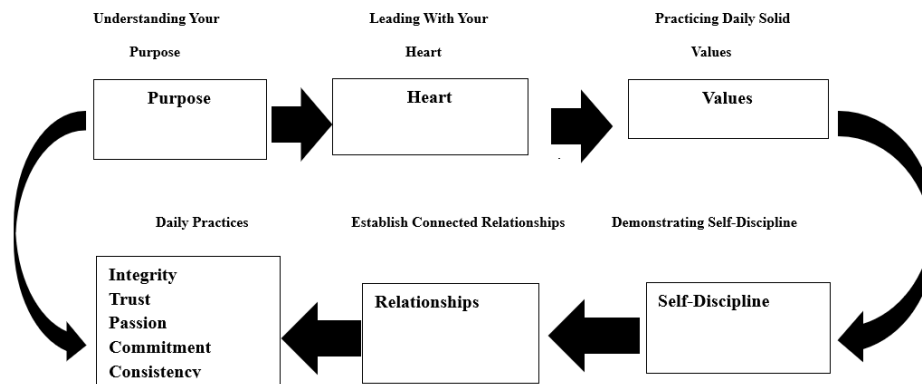 Understanding Your
Purpose
Leading With Your
Heart
Practicing Daily Solid
Values
Purpose
Heart
Values
Daily Practices
Establish Connected Relationships
Demonstrating Self-Discipline
Integrity
Trust
Passion
Commitment
Consistency
Relationships
Self-Discipline